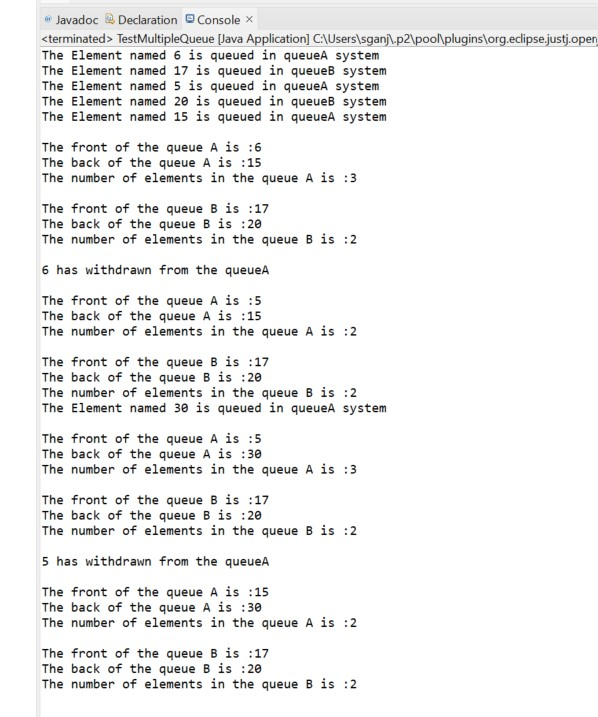 Javadoc Declaration Console ×
<terminated> TestMultipleQueue [Java Application] C:\Users\sganj\.p2\pool\plugins\org.eclipse.justj.openj
The Element named 6 is queued in queueA system
The Element named 17 is queued in queueB system
The Element named 5 is queued in queueA system
The Element named 20 is queued in queueB system
The Element named 15 is queued in queueA system
The front of the queue A is :6
The back of the queue A is :15
The number of elements in the queue A is :3
The front of the queue B is :17
The back of the queue B is :20
The number of elements in the queue B is :2
6 has withdrawn from the queueA
The front of the queue A is :5
The back of the queue A is :15
The number of elements in the queue A is :2
The front of the queue B is :17
The back of the queue B is :20
The number of elements in the queue B is :2
The Element named 30 is queued in queueA system
The front of the queue A is :5
The back of the queue A is :30
The number of elements in the queue A is :3
The front of the queue B is :17
The back of the queue B is :20
The number of elements in the queue B is :2
5 has withdrawn from the queueA
The front of the queue A is :15
The back of the queue A is :30
The number of elements in the queue A is :2
The front of the queue B is :17
The back of the queue B is :20
The number of elements in the queue B is :2